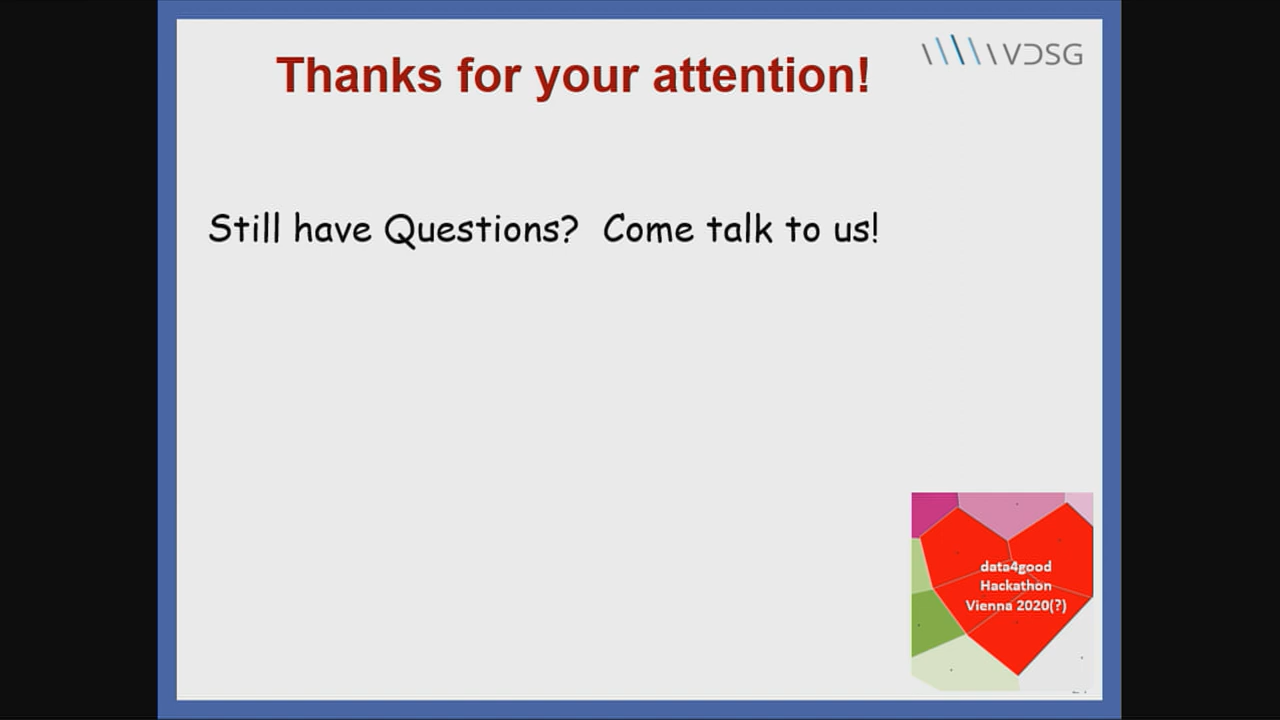 Thanks for your attention!
VDSG
Still have Questions? Come talk to us!
data4good
Hackathon
Vienna 2020(?)